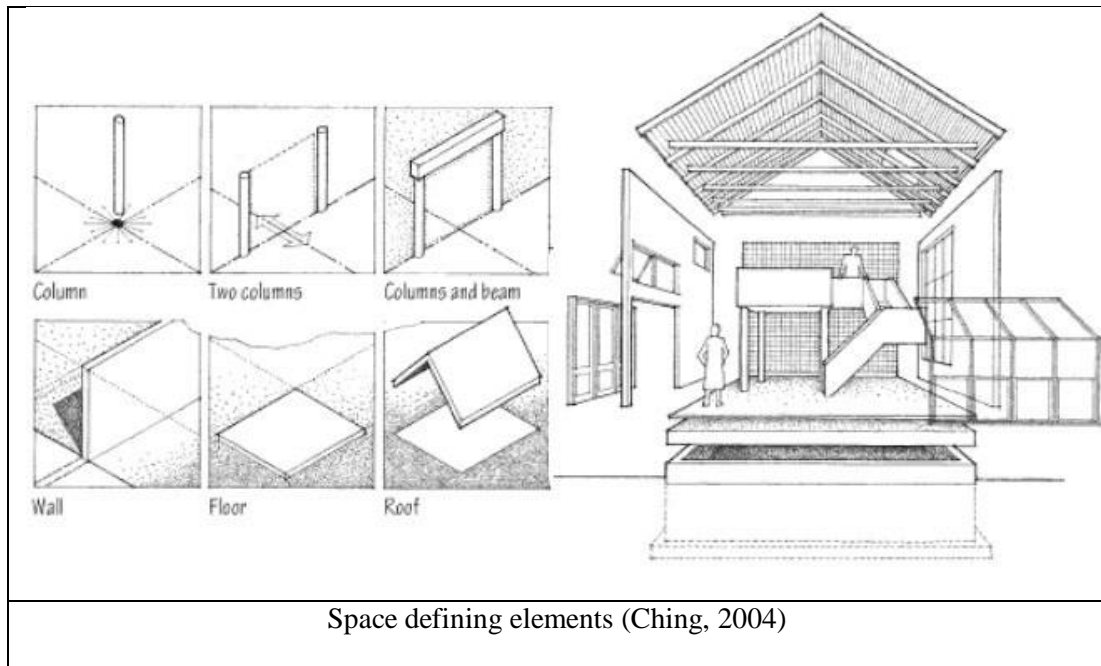 Column
Two columns
Columns and beam
Wall
Floor
Roof
Space defining elements (Ching, 2004)